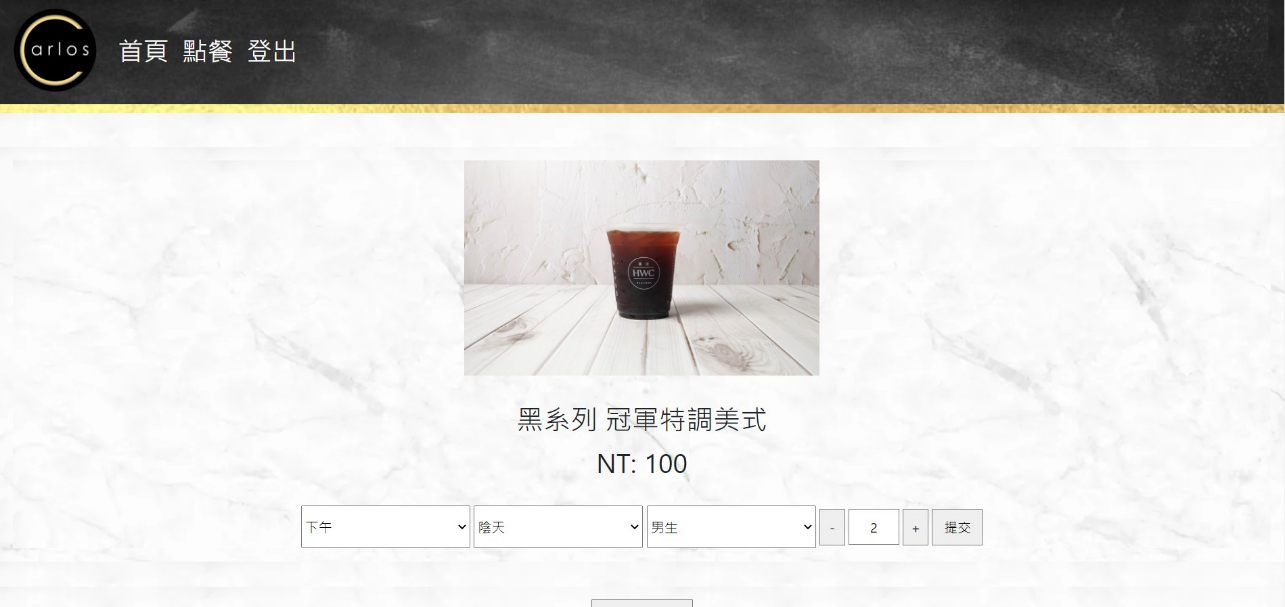 arlos
首頁 點餐 登出
HWC
黑系列 冠軍特調美式
NT: 100
下午 陰天 男生 - 2 + 提交